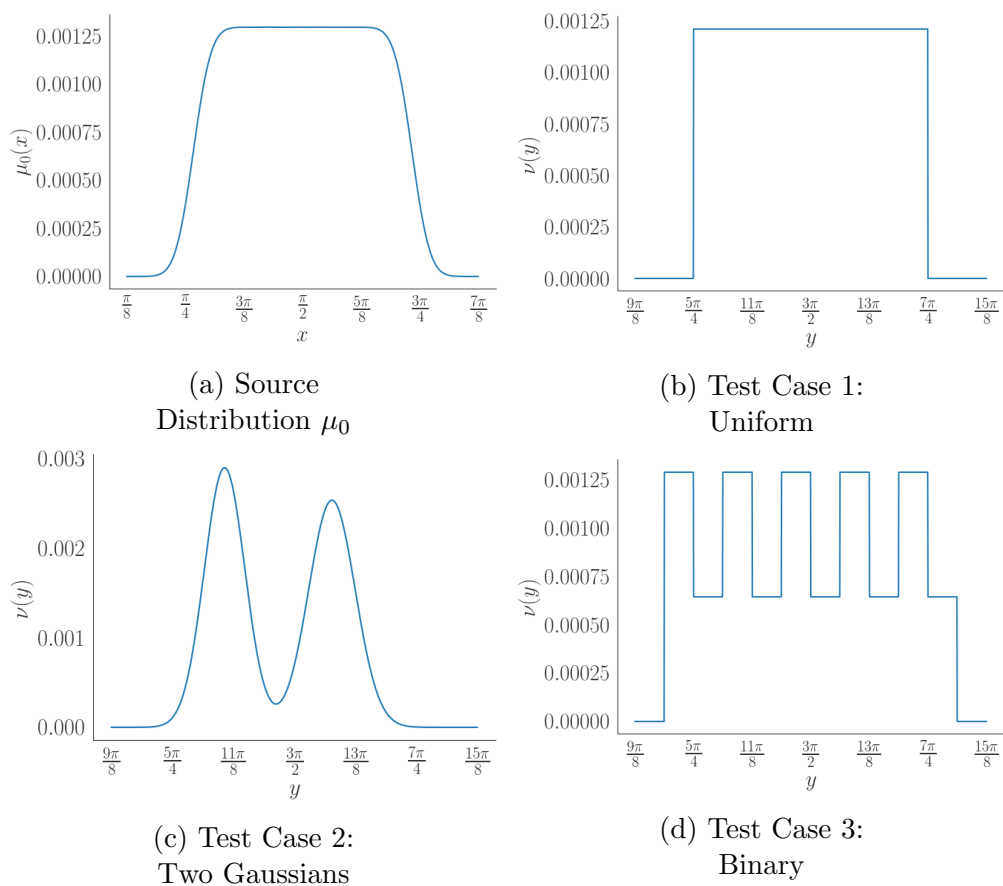 0.00125
0.00100
0.00075
0.00050
0.00025
0.00000
μ₀(x)
π/8 π/4 3π/8 π/2 5π/8 3π/4 7π/8
x
(a) Source
Distribution μ₀
0.00125
0.00100
0.00075
0.00050
0.00025
0.00000
ν(y)
9π/8 5π/4 11π/8 3π/2 13π/8 7π/4 15π/8
y
(b) Test Case 1:
Uniform
0.003
0.002
0.001
0.000
ν(y)
9π/8 5π/4 11π/8 3π/2 13π/8 7π/4 15π/8
y
(c) Test Case 2:
Two Gaussians
0.00125
0.00100
0.00075
0.00050
0.00025
0.00000
ν(y)
9π/8 5π/4 11π/8 3π/2 13π/8 7π/4 15π/8
y
(d) Test Case 3:
Binary